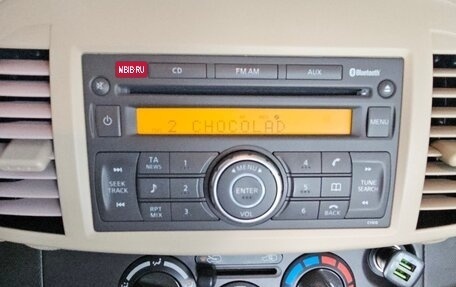 NBIB RU
CD FM AM AUX Bluetooth
2 CHOCOLAD
MENU
TA NEWS 1 MENU 4 
SEEK TRACK 2 ENTER 5 TUNE SEARCH
RPT MIX 3 VOL 6 BACK